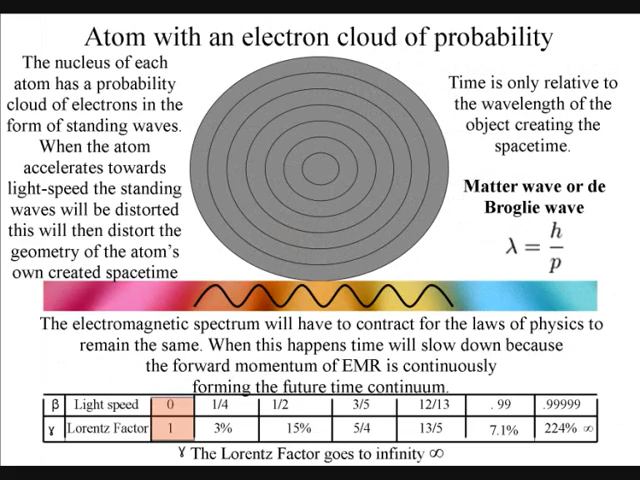 Atom with an electron cloud of probability
The nucleus of each
atom has a probability
cloud of electrons in the
form of standing waves.
When the atom
accelerates towards
light-speed the standing
waves will be distorted
this will then distort the
geometry of the atom's
own created spacetime
Time is only relative to
the wavelength of the
object creating the
spacetime.
Matter wave or de
Broglie wave
λ = h/p
The electromagnetic spectrum will have to contract for the laws of physics to
remain the same. When this happens time will slow down because
the forward momentum of EMR is continuously
forming the future time continuum.
β Light speed 0 1/4 1/2 3/5 12/13 .99 .99999
γ Lorentz Factor 1 3% 15% 5/4 13/5 7.1% 224% ∞
γ The Lorentz Factor goes to infinity ∞